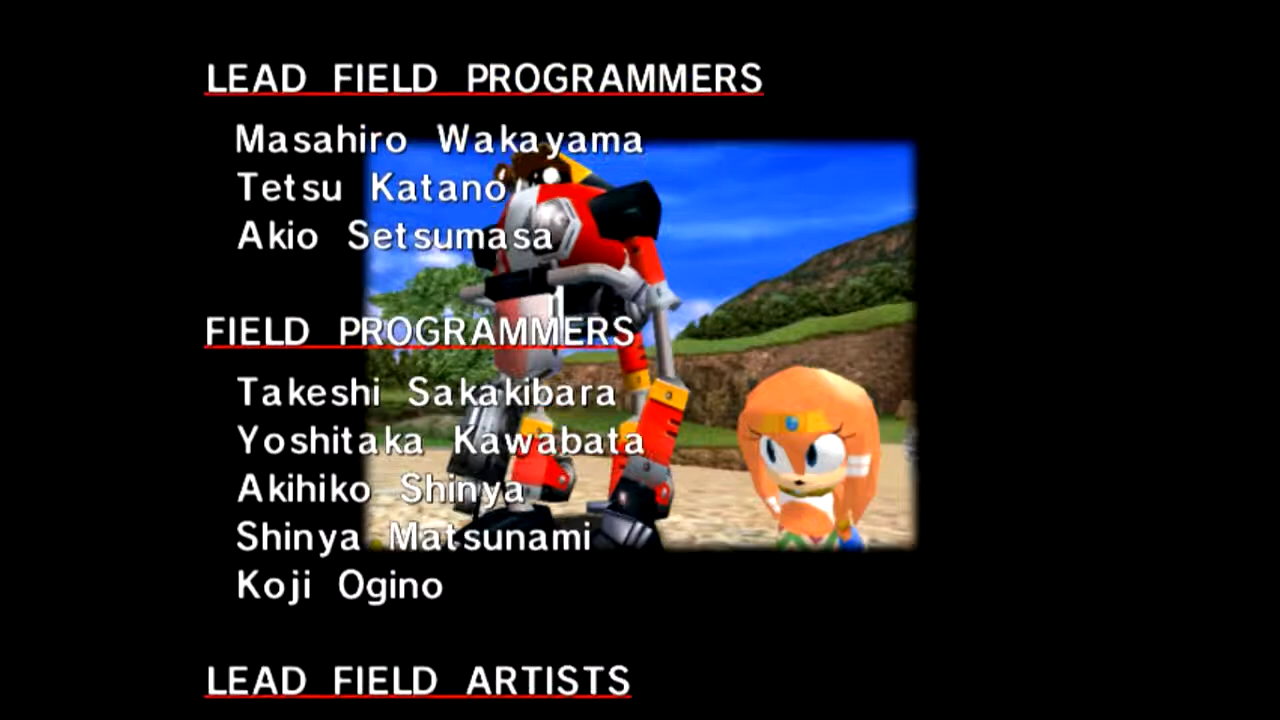 LEAD FIELD PROGRAMMERS
Masahiro Wakayama
Tetsu Katano
Akio Setsumasa
FIELD PROGRAMMERS
Takeshi Sakakibara
Yoshitaka Kawabata
Akihiko Shinya
Shinya Matsunami
Koji Ogino
LEAD FIELD ARTISTS